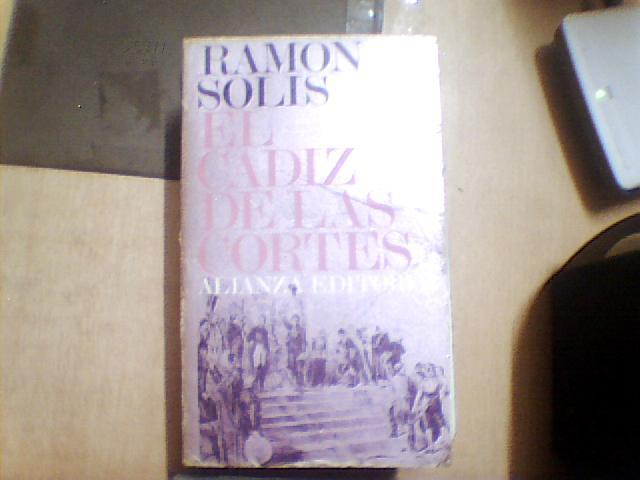 RAMON
SOLIS
EL
CADIZ
DE LAS
CORTES
ALIANZA EDITORIAL